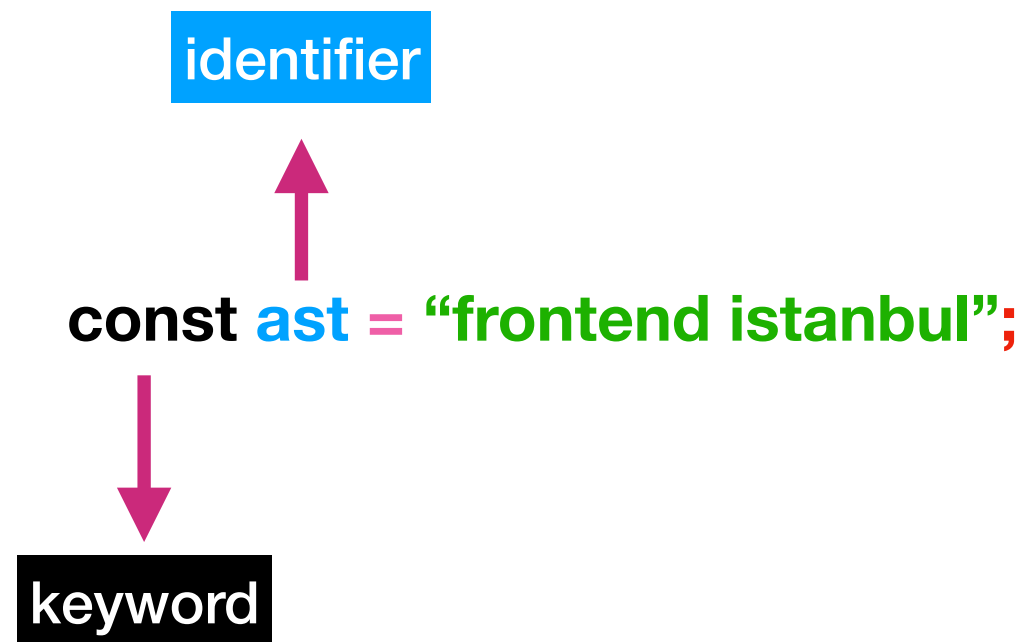 identifier
const ast = “frontend istanbul”;
keyword